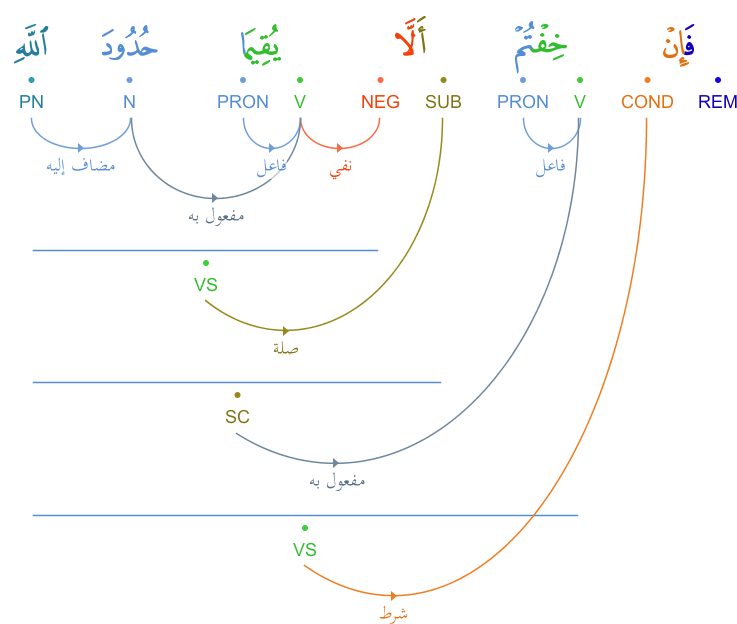 فَإِنْ خِفْتُمْ أَلَّا يُقِيمَا حُدُودَ ٱللَّهِ
REM COND V PRON SUB NEG V PRON N PN
فاعل نفي فاعل مضاف إليه
مفعول به
VS
صلة
SC
مفعول به
VS
شرط